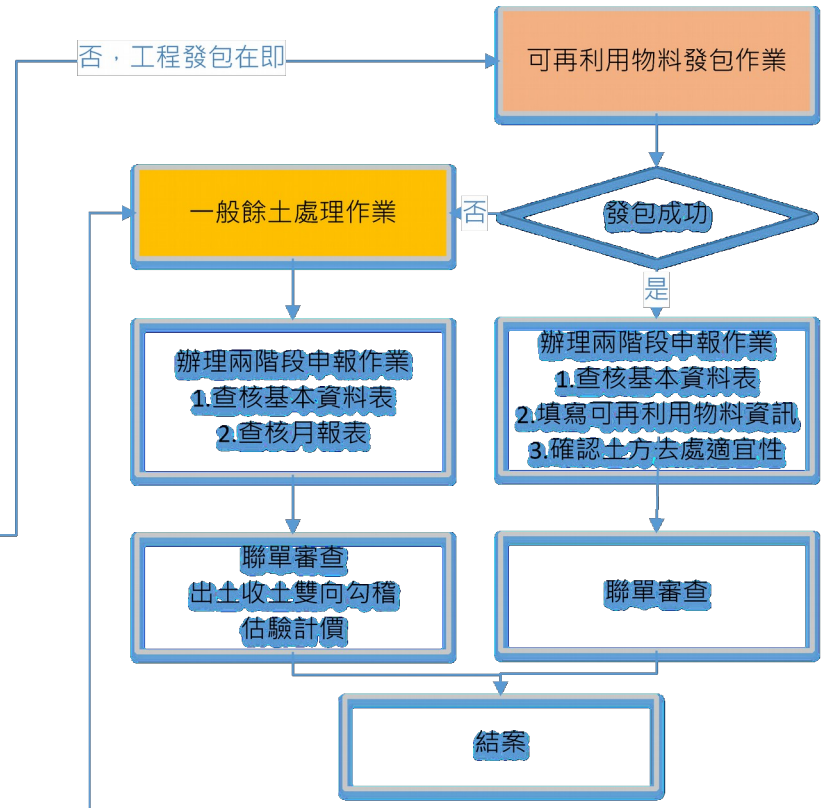 否，工程發包在即
可再利用物料發包作業
一般餘土處理作業
否
發包成功
是
辦理兩階段申報作業
1.查核基本資料表
2.查核月報表
辦理兩階段申報作業
1.查核基本資料表
2.填寫可再利用物料資訊
3.確認土方去處適宜性
聯單審查
出土收土雙向勾稽
估驗計價
聯單審查
結案